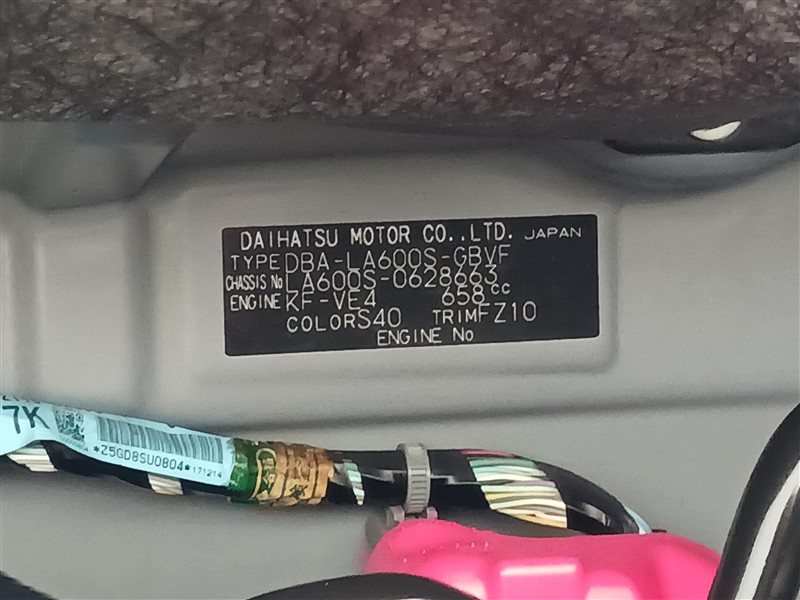 DAIHATSU MOTOR CO.,LTD. JAPAN
TYPE DBA-LA600S-GBVF
CHASSIS No LA600S-0628663
ENGINE KF-VE4 658cc
COLOR S40 TRIM FZ10
ENGINE No
7K
*Z5GD8SU0804*171214